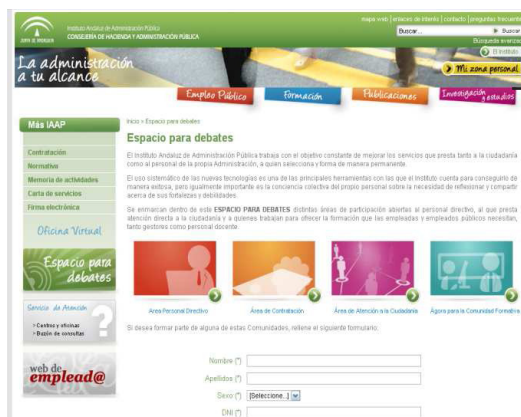 mapa web | enlaces de interés | contacto | preguntas frecuentes
Instituto Andaluz de Administración Pública
CONSEJERÍA DE HACIENDA Y ADMINISTRACIÓN PÚBLICA
JUNTA DE ANDALUCIA
Buscar... Buscar
Búsqueda avanzada
El Instituto
La administración
a tu alcance
Mi zona personal
Empleo Público
Formación
Publicaciones
Investigación
y estudios
Más IAAP
Contratación
Normativa
Memoria de actividades
Carta de servicios
Firma electrónica
Oficina Virtual
Espacio para
debates
Servicio de Atención
> Centros y oficinas
> Buzón de consultas
web de
emplead@
Inicio » Espacio para debates
Espacio para debates
El Instituto Andaluz de Administración Pública trabaja con el objetivo constante de mejorar los servicios que presta tanto a la ciudadanía
como al personal de la propia Administración, a quien selecciona y forma de manera permanente.
El uso sistemático de las nuevas tecnologías es una de las principales herramientas con las que el Instituto cuenta para conseguirlo de
manera exitosa, pero igualmente importante es la conciencia colectiva del propio personal sobre la necesidad de reflexionar y compartir
acerca de sus fortalezas y debilidades.
Se enmarcan dentro de este ESPACIO PARA DEBATES distintas áreas de participación abiertas al personal directivo, al que presta
atención directa a la ciudadanía y a quienes trabajan para ofrecer la formación que las empleadas y empleados públicos necesitan,
tanto gestores como personal docente.
Área Personal Directivo
Área de Contratación
Área de Atención a la Ciudadanía
Ágora para la Comunidad Formativa
Si desea formar parte de alguna de estas Comunidades, rellene el siguiente formulario.
Nombre (*)
Apellidos (*)
Sexo (*) [Seleccione...]
DNI (*)